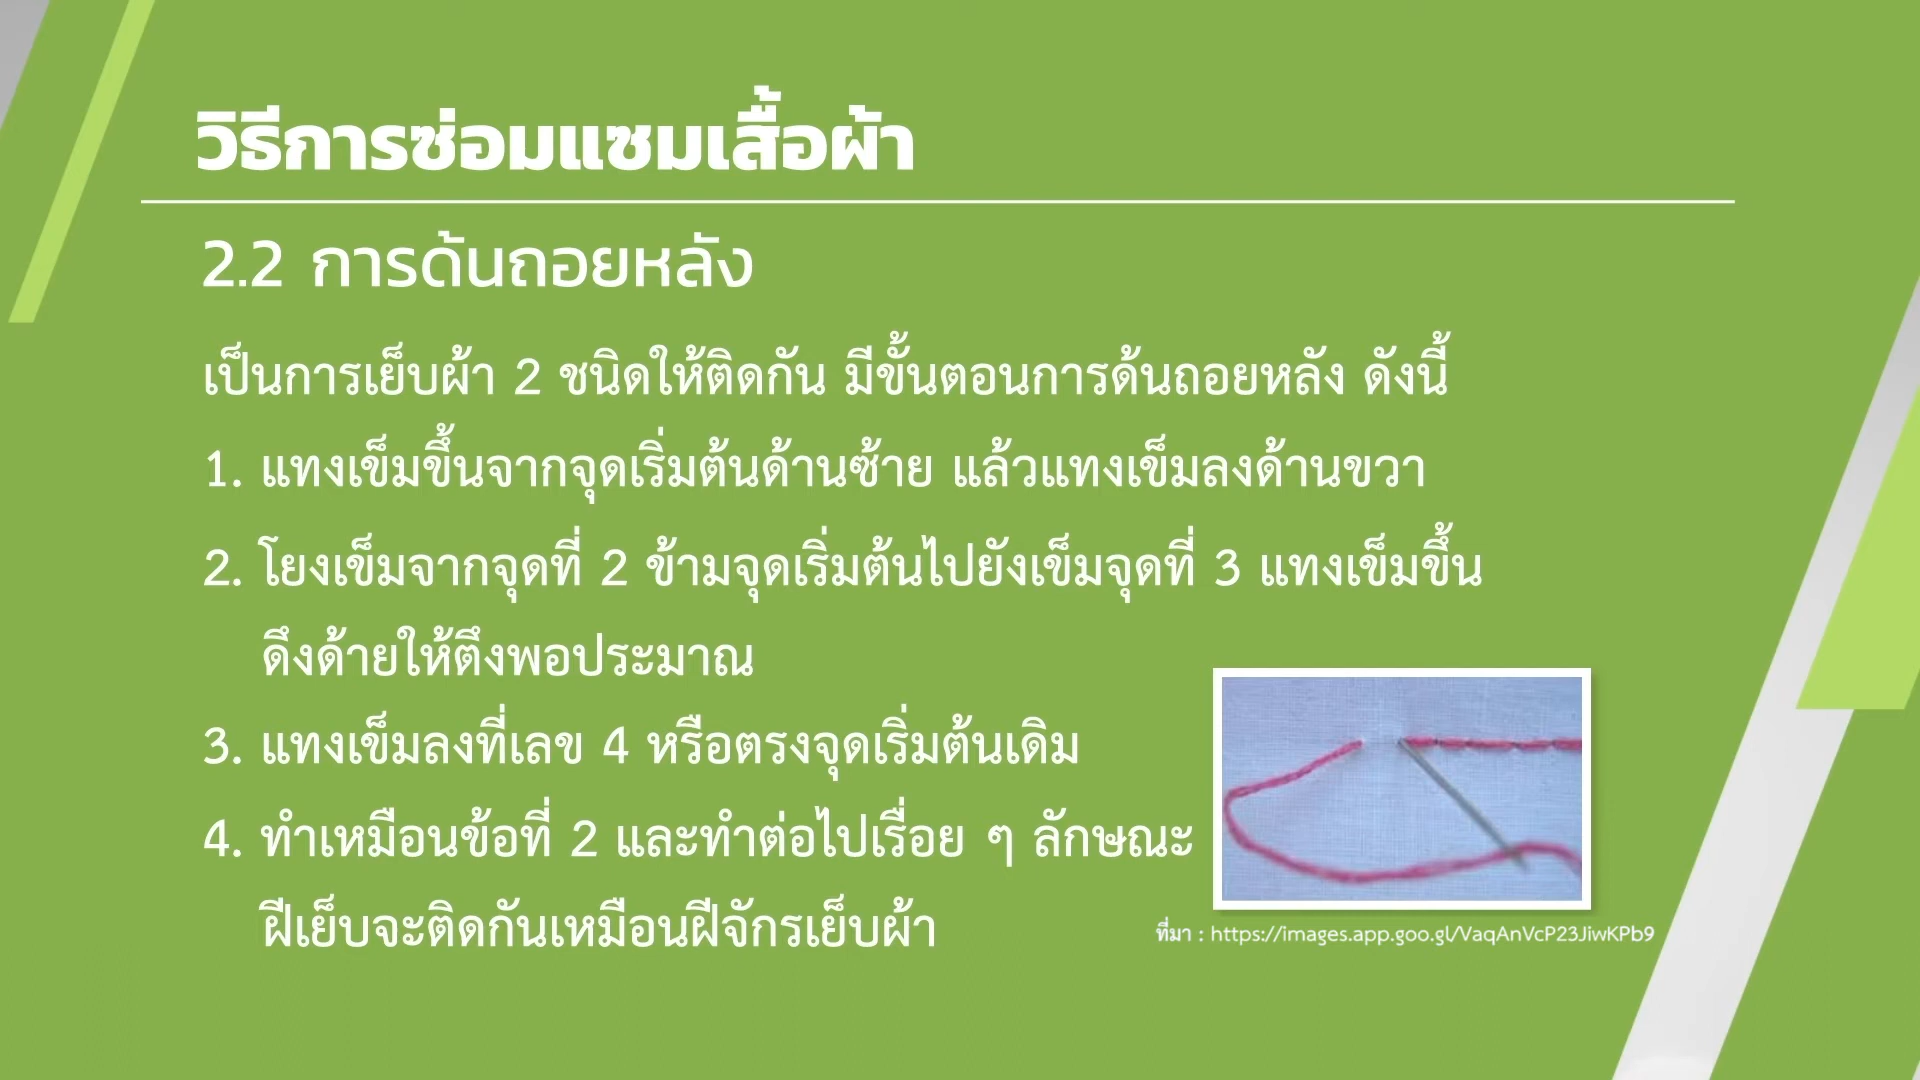 วิธีการซ่อมแซมเสื้อผ้า
2.2 การด้นถอยหลัง
เป็นการเย็บผ้า 2 ชนิดให้ติดกัน มีขั้นตอนการด้นถอยหลัง ดังนี้
1. แทงเข็มขึ้นจากจุดเริ่มต้นด้านซ้าย แล้วแทงเข็มลงด้านขวา
2. โยงเข็มจากจุดที่ 2 ข้ามจุดเริ่มต้นไปยังเข็มจุดที่ 3 แทงเข็มขึ้น
ดึงด้ายให้ตึงพอประมาณ
3. แทงเข็มลงที่เลข 4 หรือตรงจุดเริ่มต้นเดิม
4. ทำเหมือนข้อที่ 2 และทำต่อไปเรื่อย ๆ ลักษณะ
ฝีเย็บจะติดกันเหมือนฝีจักรเย็บผ้า
ที่มา : https://images.app.goo.gl/VaqAnVcP23JiwKPb9